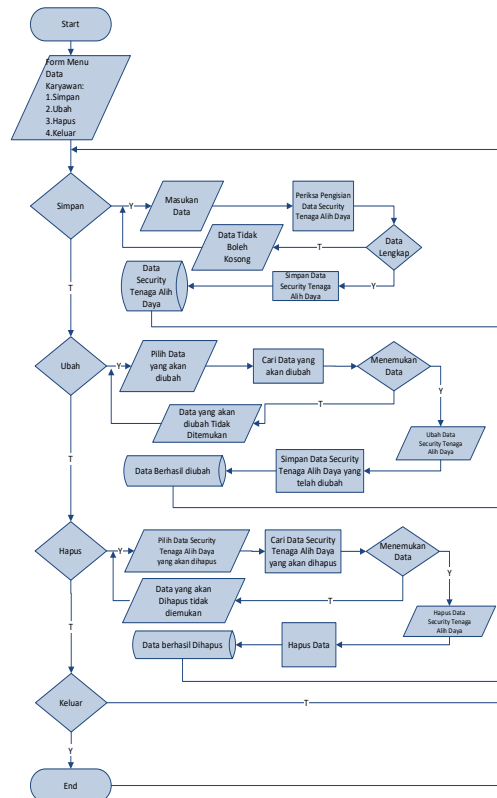 Start
Form Menu
Data
Karyawan:
1.Simpan
2.Ubah
3.Hapus
4.Keluar
Simpan
Y
Masukan
Data
Periksa Pengisian
Data Security
Tenaga Alih Daya
Data Tidak
Boleh
Kosong
T
Data
Lengkap
Data
Security
Tenaga Alih
Daya
Simpan Data
Security Tenaga
Alih Daya
Y
T
Ubah
Y
Pilih Data
yang akan
diubah
Cari Data yang
akan diubah
Menemukan
Data
Y
T
Data yang akan
diubah Tidak
Ditemukan
Ubah Data
Security Tenaga
Alih Daya
T
Data Berhasil diubah
Simpan Data Security
Tenaga Alih Daya yang
telah diubah
Hapus
Y
Pilih Data Security
Tenaga Alih Daya
yang akan dihapus
Cari Data Security
Tenaga Alih Daya
yang akan dihapus
Menemukan
Data
Y
Data yang akan
Dihapus tidak
diemukan
T
Hapus Data
Security Tenaga
Alih Daya
T
Data berhasil Dihapus
Hapus Data
Keluar
T
Y
End